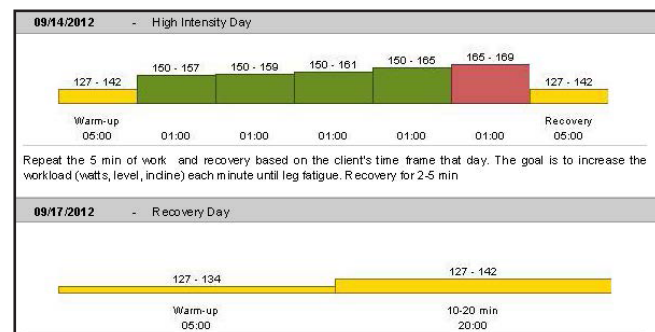 09/14/2012 - High Intensity Day
127 - 142 150 - 157 150 - 159 150 - 161 150 - 165 165 - 169 127 - 142
Warm-up Recovery
05:00 01:00 01:00 01:00 01:00 01:00 05:00
Repeat the 5 min of work and recovery based on the client's time frame that day. The goal is to increase the
workload (watts, level, incline) each minute until leg fatigue. Recovery for 2-5 min
09/17/2012 - Recovery Day
127 - 134 127 - 142
Warm-up 10-20 min
05:00 20:00